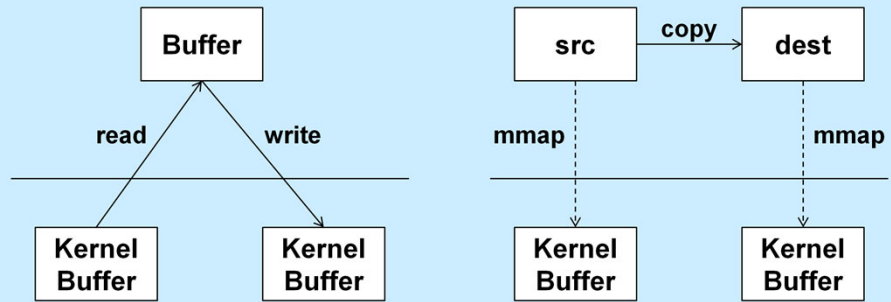 Buffer
src
copy
dest
read
write
mmap
mmap
Kernel
Buffer
Kernel
Buffer
Kernel
Buffer
Kernel
Buffer